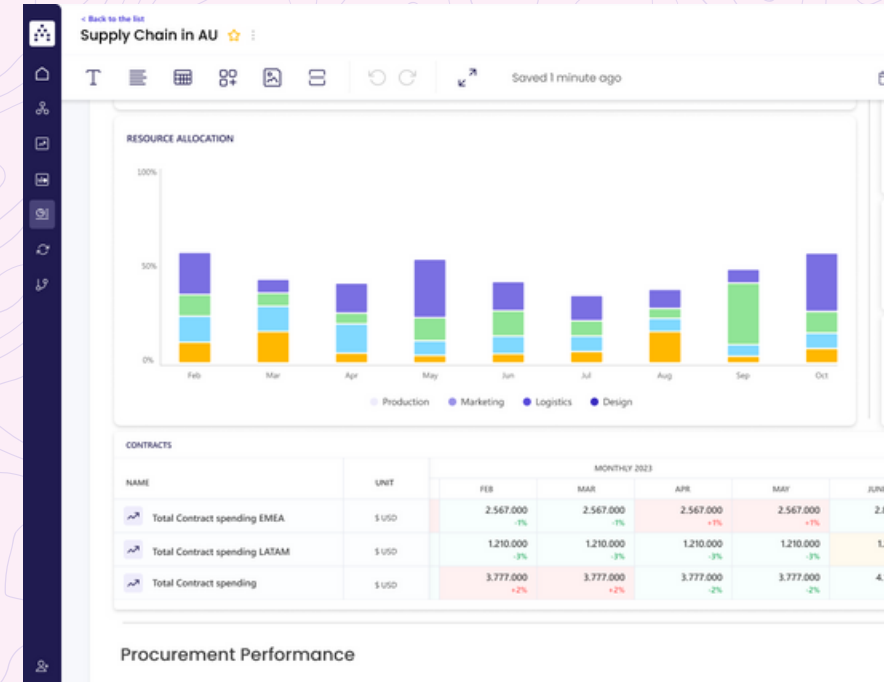 < Back to the list
Supply Chain in AU
T
Saved 1 minute ago
RESOURCE ALLOCATION
100%
50%
0%
Feb Mar Apr May Jun Jul Aug Sep Oct
Production Marketing Logistics Design
CONTRACTS
NAME UNIT MONTHLY 2023
FEB MAR APR MAY JUN
Total Contract spending EMEA $ USD 2.567.000 2.567.000 2.567.000 2.567.000 2.
-1% -1% +1% +1%
Total Contract spending LATAM $ USD 1.210.000 1.210.000 1.210.000 1.210.000 1.
-3% -3% -3% -3%
Total Contract spending $ USD 3.777.000 3.777.000 3.777.000 3.777.000 4.
+2% +2% -2% -2%
Procurement Performance